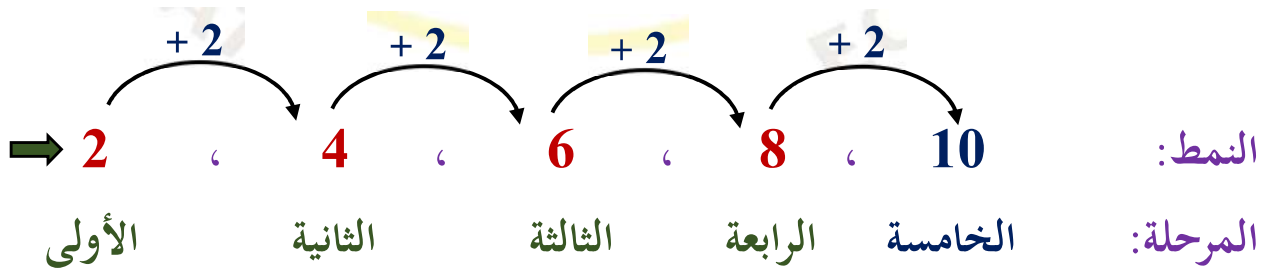 + 2 + 2 + 2 + 2
النمط: 2 ، 4 ، 6 ، 8 ، 10
المرحلة: الأولى الثانية الثالثة الرابعة الخامسة